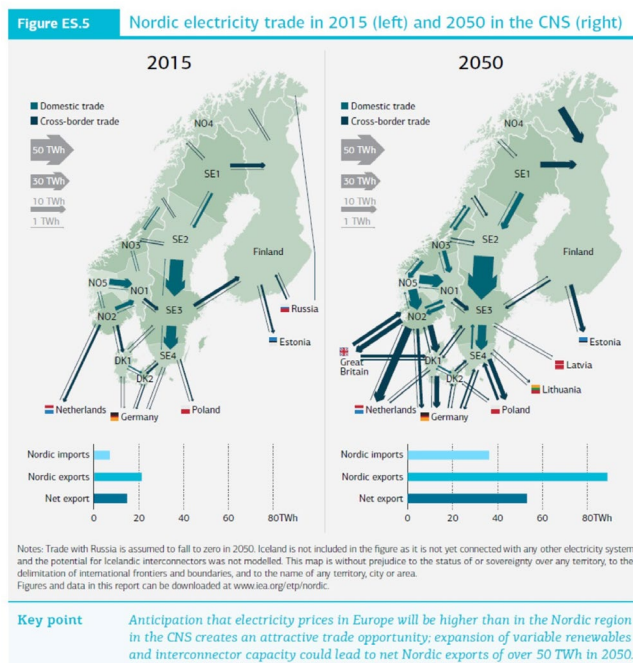 Figure ES.5
Nordic electricity trade in 2015 (left) and 2050 in the CNS (right)
2015
Domestic trade
Cross-border trade
50 TWh
30 TWh
10 TWh
1 TWh
NO4
SE1
SE2
NO3
Finland
NO5
NO1
NO2
SE3
Russia
Estonia
DK1
SE4
DK2
Netherlands
Germany
Poland
Nordic imports
Nordic exports
Net export
0
20
40
60
80TWh
2050
Domestic trade
Cross-border trade
50 TWh
30 TWh
10 TWh
1 TWh
NO4
SE1
SE2
NO3
Finland
NO5
NO1
NO2
SE3
Estonia
Great
Britain
DK1
SE4
Latvia
DK2
Lithuania
Netherlands
Germany
Poland
Nordic imports
Nordic exports
Net export
0
20
40
60
80TWh
Notes: Trade with Russia is assumed to fall to zero in 2050. Iceland is not included in the figure as it is not yet connected with any other electricity system
and the potential for Icelandic interconnectors was not modelled. This map is without prejudice to the status of or sovereignty over any territory, to the
delimitation of international frontiers and boundaries, and to the name of any territory, city or area.
Figures and data in this report can be downloaded at www.iea.org/etp/nordic.
Key point
Anticipation that electricity prices in Europe will be higher than in the Nordic region
in the CNS creates an attractive trade opportunity; expansion of variable renewables
and interconnector capacity could lead to net Nordic exports of over 50 TWh in 2050.